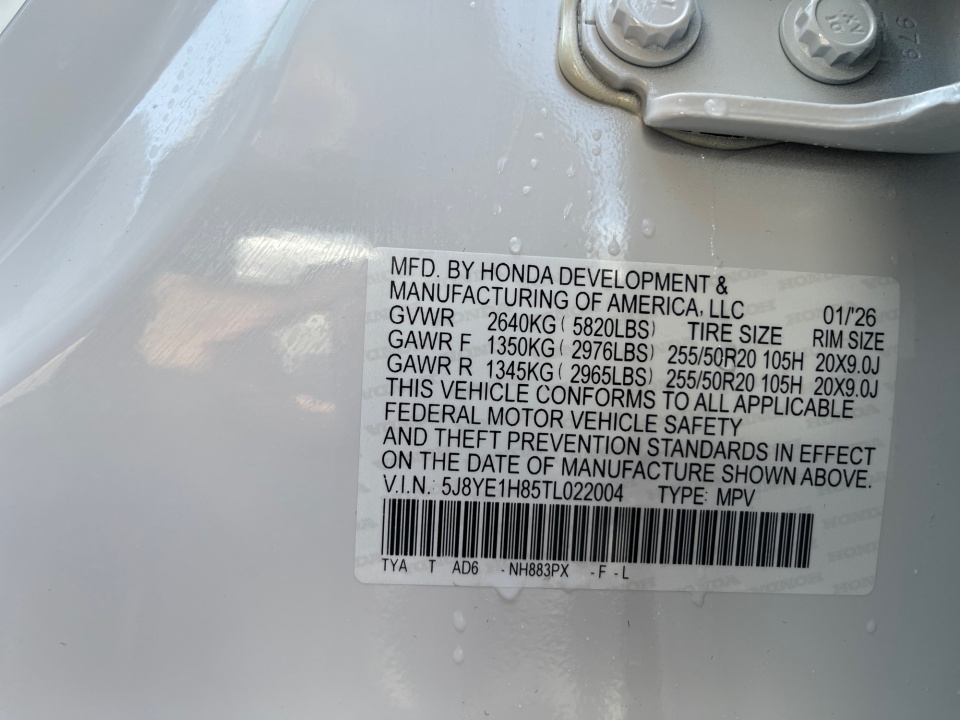 979
MFD. BY HONDA DEVELOPMENT &
MANUFACTURING OF AMERICA, LLC 01/'26
GVWR 2640KG ( 5820LBS) TIRE SIZE RIM SIZE
GAWR F 1350KG ( 2976LBS) 255/50R20 105H 20X9.0J
GAWR R 1345KG ( 2965LBS) 255/50R20 105H 20X9.0J
THIS VEHICLE CONFORMS TO ALL APPLICABLE
FEDERAL MOTOR VEHICLE SAFETY
AND THEFT PREVENTION STANDARDS IN EFFECT
ON THE DATE OF MANUFACTURE SHOWN ABOVE.
V.I.N. 5J8YE1H85TL022004 TYPE: MPV
TYA T AD6 -NH883PX -F -L